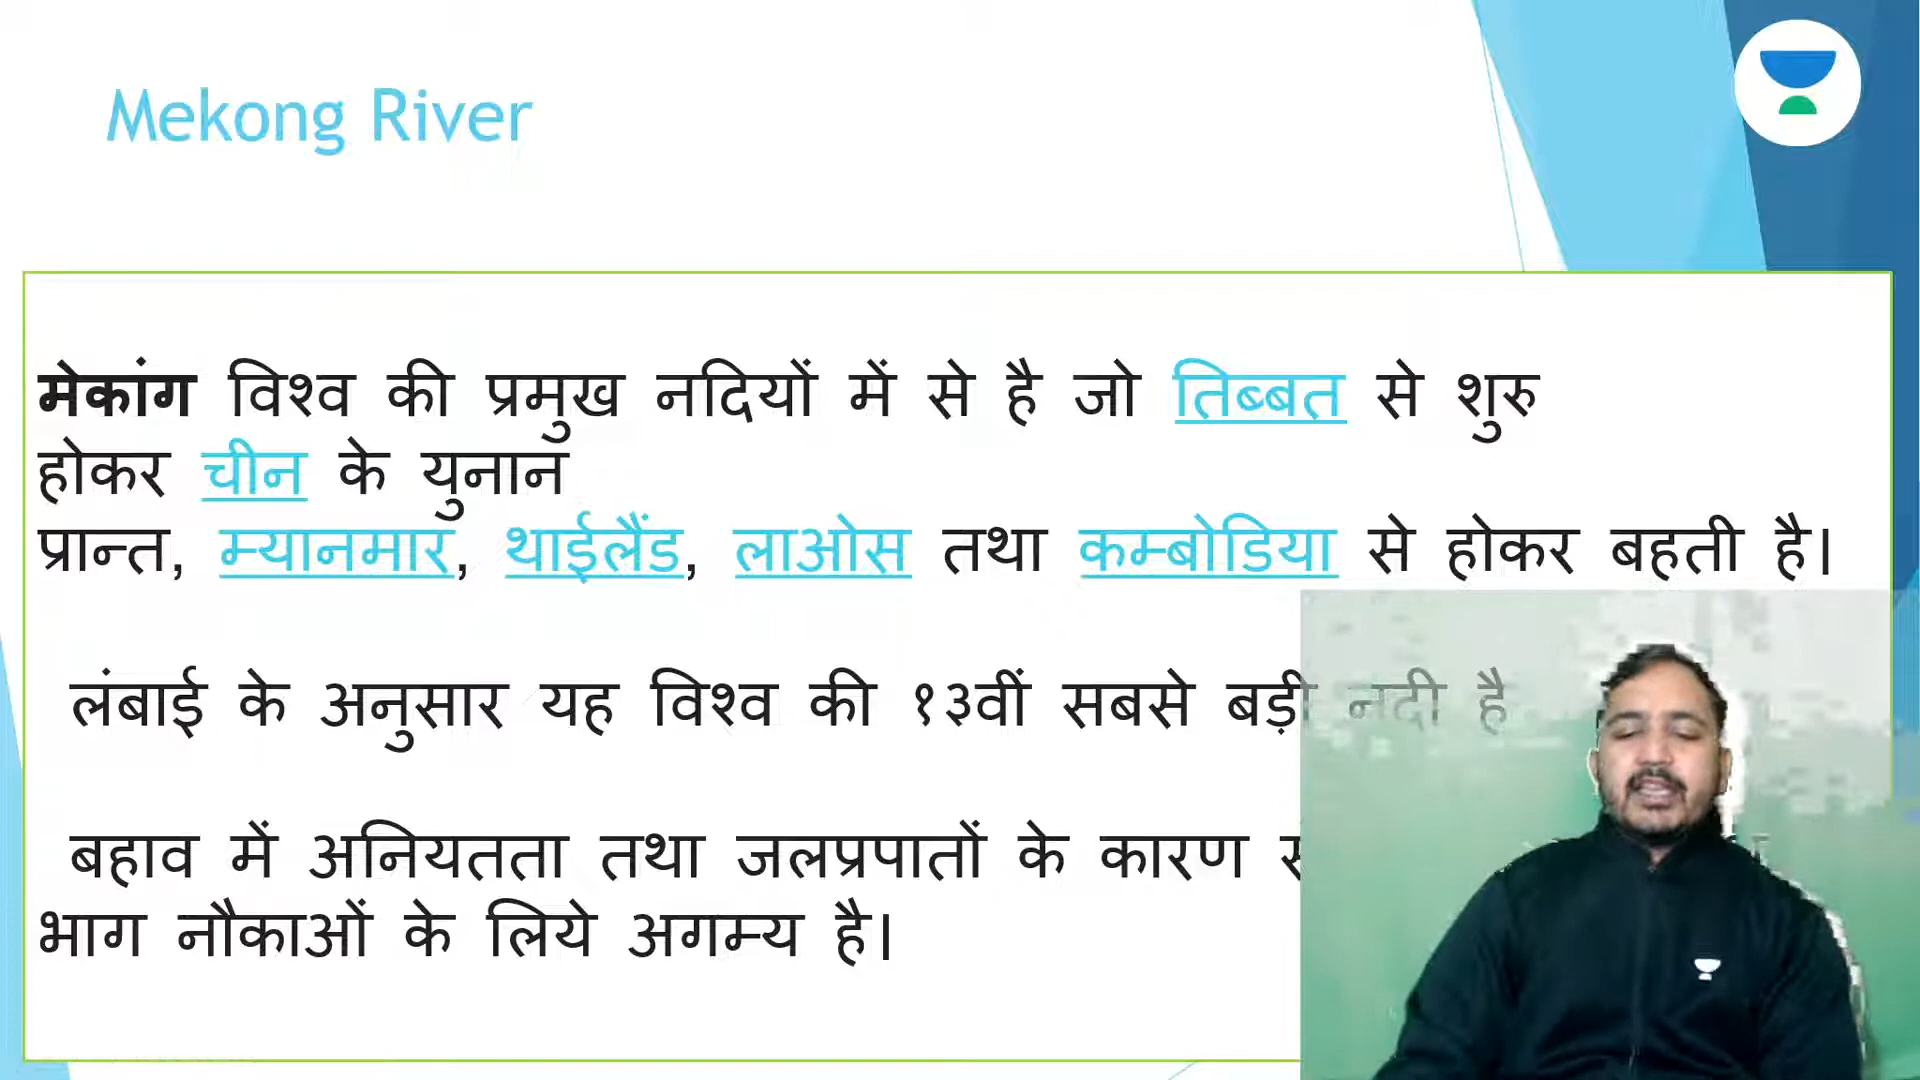 Mekong River
मेकांग विश्व की प्रमुख नदियों में से है जो तिब्बत से शुरु
होकर चीन के युनान
प्रान्त, म्यानमार, थाईलैंड, लाओस तथा कम्बोडिया से होकर बहती है।
लंबाई के अनुसार यह विश्व की १३वीं सबसे बड़ी नदी है
बहाव में अनियतता तथा जलप्रपातों के कारण
भाग नौकाओं के लिये अगम्य है।